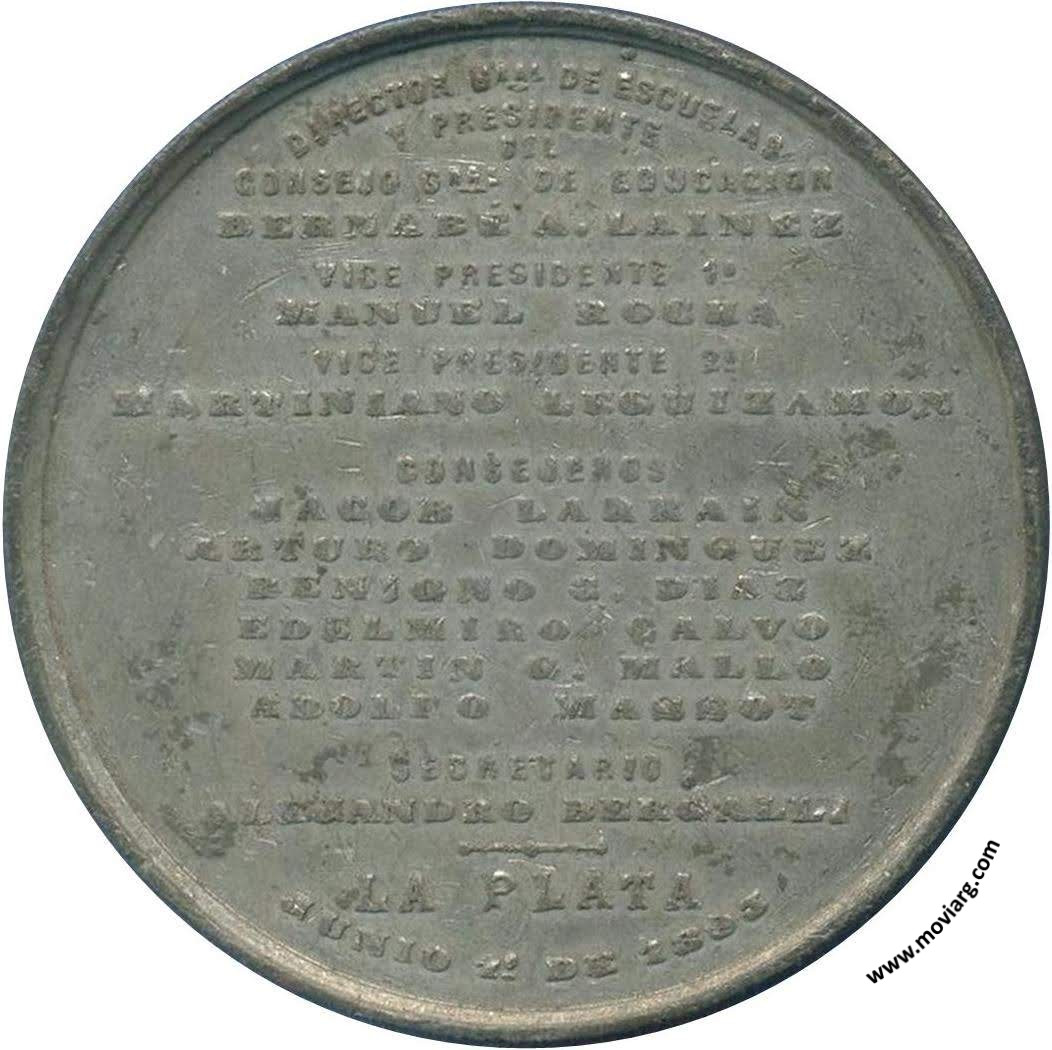 DIRECTOR GRAL DE ESCUELAS
Y PRESIDENTE
DEL
CONSEJO GRAL DE EDUCACION
BERNABÉ A. LAINEZ
VICE PRESIDENTE 1º
MANUEL ROCHA
VICE PRESIDENTE 2º
MARTINIANO LEGUIZAMON
CONSEJEROS
JACOB LARRAIN
ARTURO DOMINGUEZ
BENIGNO S. DIAZ
EDELMIRO CALVO
MARTIN G. MALLO
ADOLFO MASSOT
SECRETARIO
ALEJANDRO BERGALLI
LA PLATA
JUNIO 1º DE 1893
www.moviarg.com